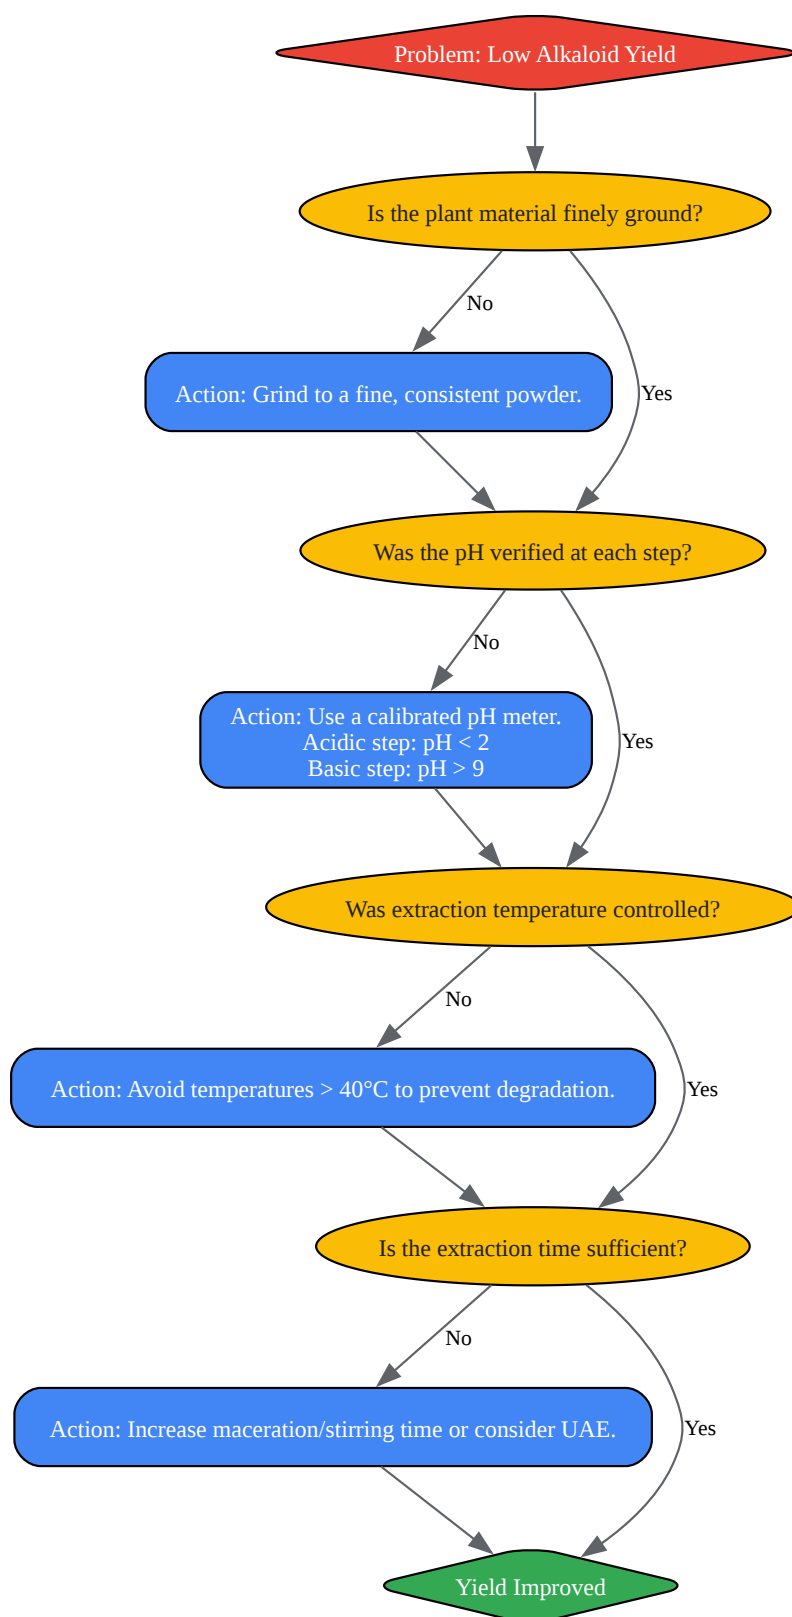 Problem: Low Alkaloid Yield
Is the plant material finely ground?
No
Action: Grind to a fine, consistent powder.
Yes
Was the pH verified at each step?
No
Action: Use a calibrated pH meter.
Acidic step: pH < 2
Basic step: pH > 9
Yes
Was extraction temperature controlled?
No
Action: Avoid temperatures > 40°C to prevent degradation.
Yes
Is the extraction time sufficient?
No
Action: Increase maceration/stirring time or consider UAE.
Yes
Yield Improved